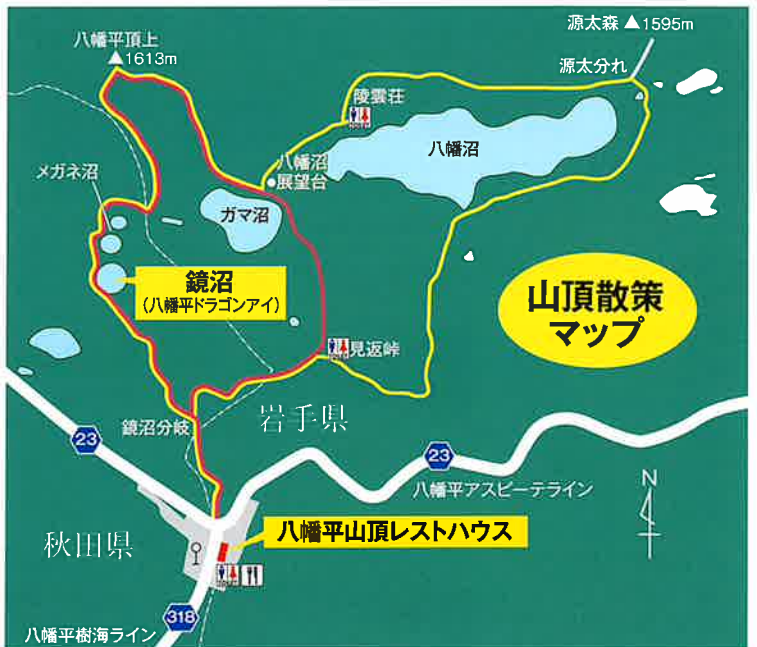 源太森 ▲1595m
八幡平頂上
▲1613m
源太分れ
陵雲荘
八幡沼
八幡沼
展望台
メガネ沼
ガマ沼
鏡沼
(八幡平ドラゴンアイ)
山頂散策
マップ
見返峠
岩手県
鏡沼分岐
23
23
八幡平アスピーテライン
N
秋田県
八幡平山頂レストハウス
318
八幡平樹海ライン